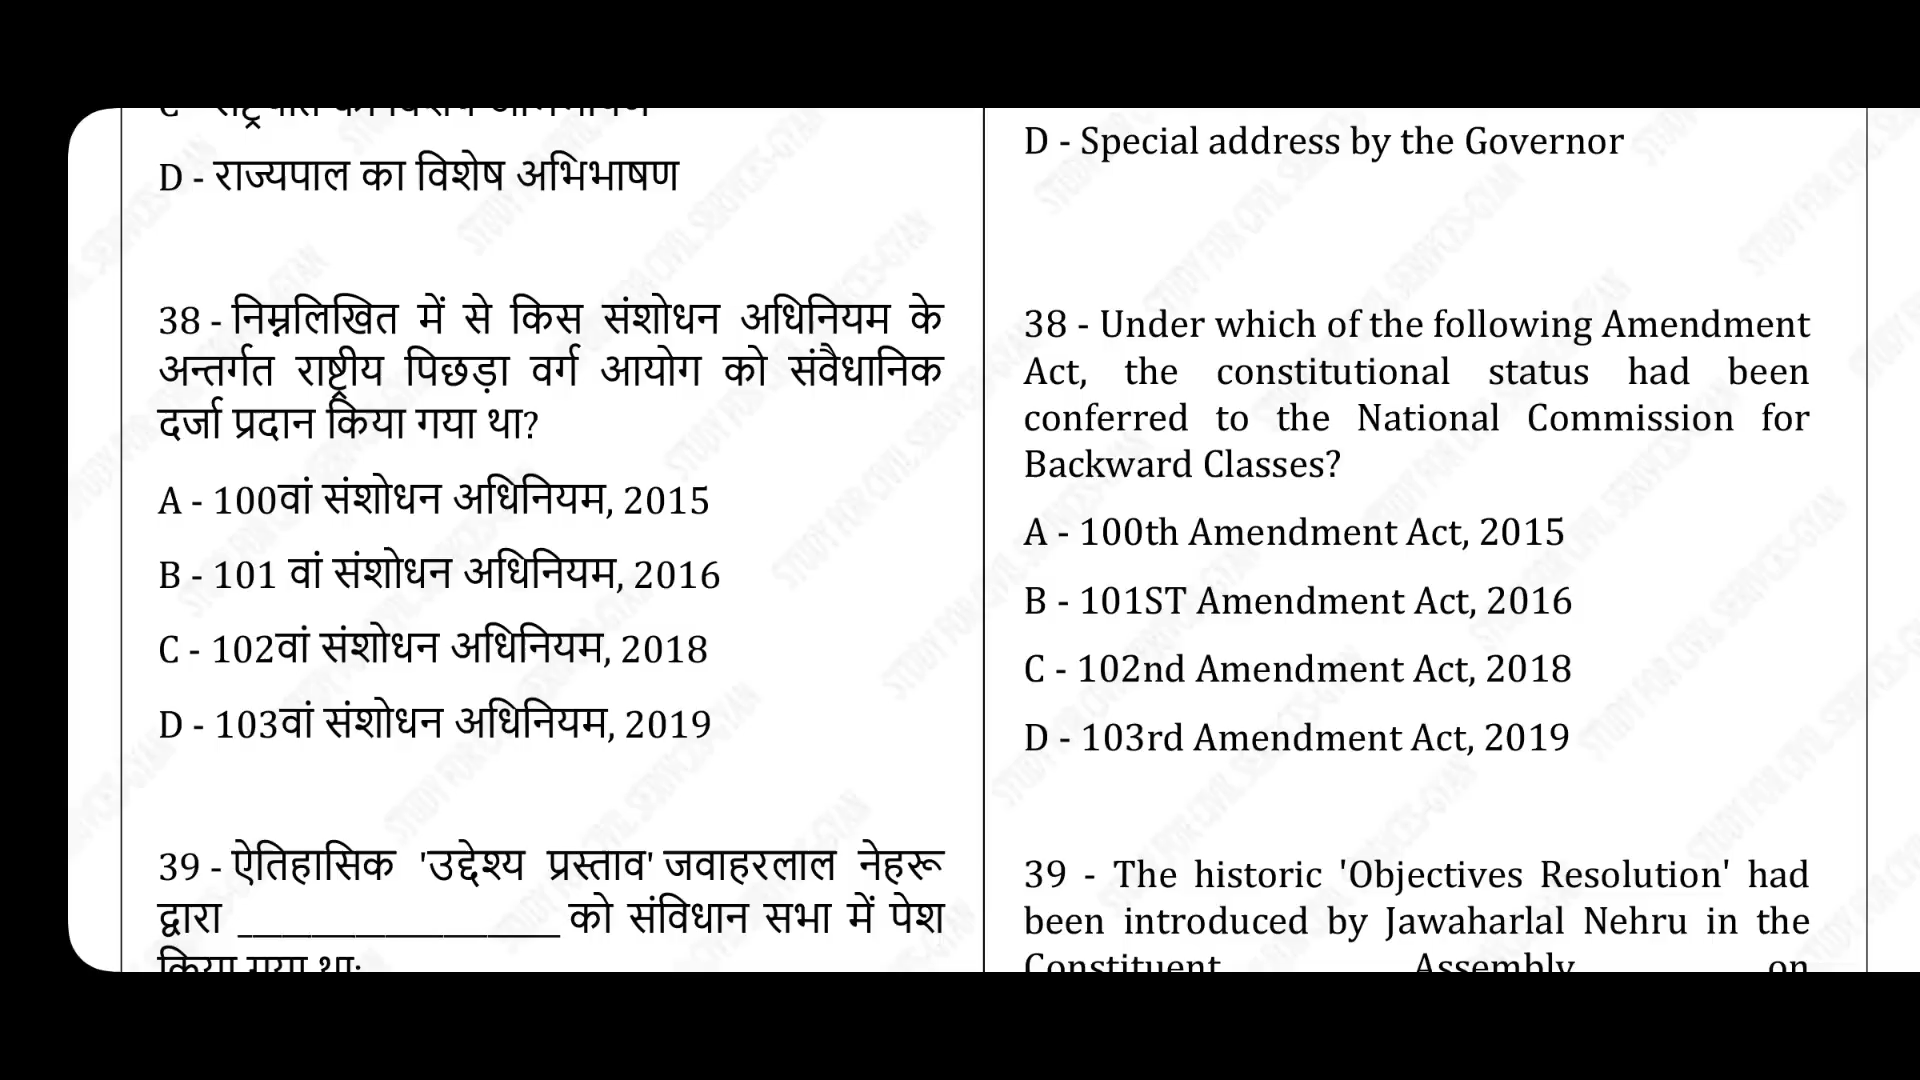 D - राज्यपाल का विशेष अभिभाषण
38 - निम्नलिखित में से किस संशोधन अधिनियम के
अन्तर्गत राष्ट्रीय पिछड़ा वर्ग आयोग को संवैधानिक
दर्जा प्रदान किया गया था?
A - 100वां संशोधन अधिनियम, 2015
B - 101 वां संशोधन अधिनियम, 2016
C - 102वां संशोधन अधिनियम, 2018
D - 103वां संशोधन अधिनियम, 2019
39 - ऐतिहासिक 'उद्देश्य प्रस्ताव' जवाहरलाल नेहरू
द्वारा ________________ को संविधान सभा में पेश
किया गया था:
D - Special address by the Governor
38 - Under which of the following Amendment
Act, the constitutional status had been
conferred to the National Commission for
Backward Classes?
A - 100th Amendment Act, 2015
B - 101ST Amendment Act, 2016
C - 102nd Amendment Act, 2018
D - 103rd Amendment Act, 2019
39 - The historic 'Objectives Resolution' had
been introduced by Jawaharlal Nehru in the
Constituent Assembly on